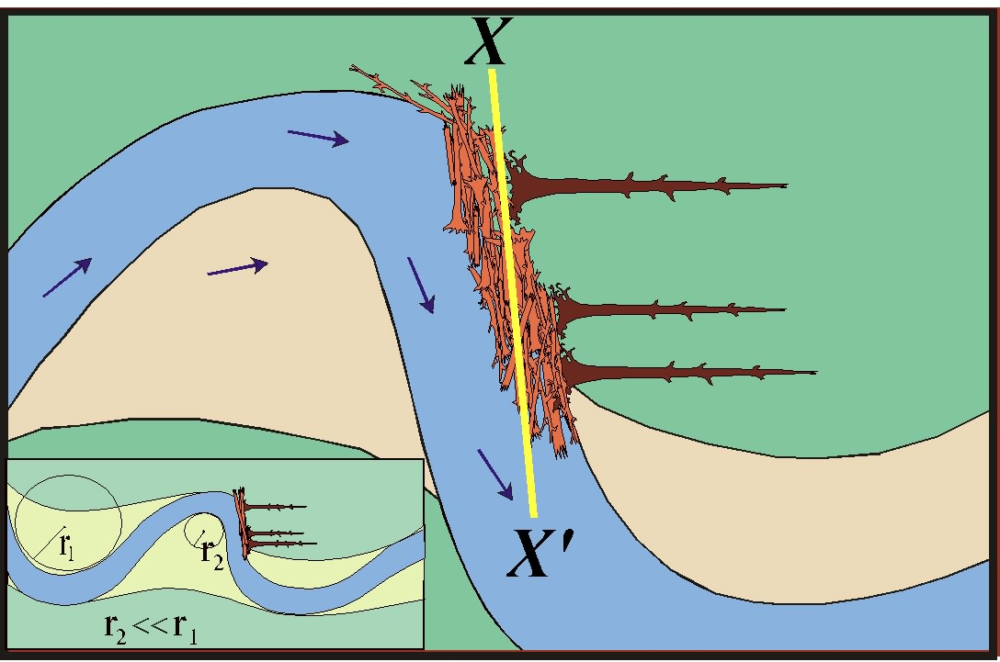 X
X'
r1
r2
r2 << r1